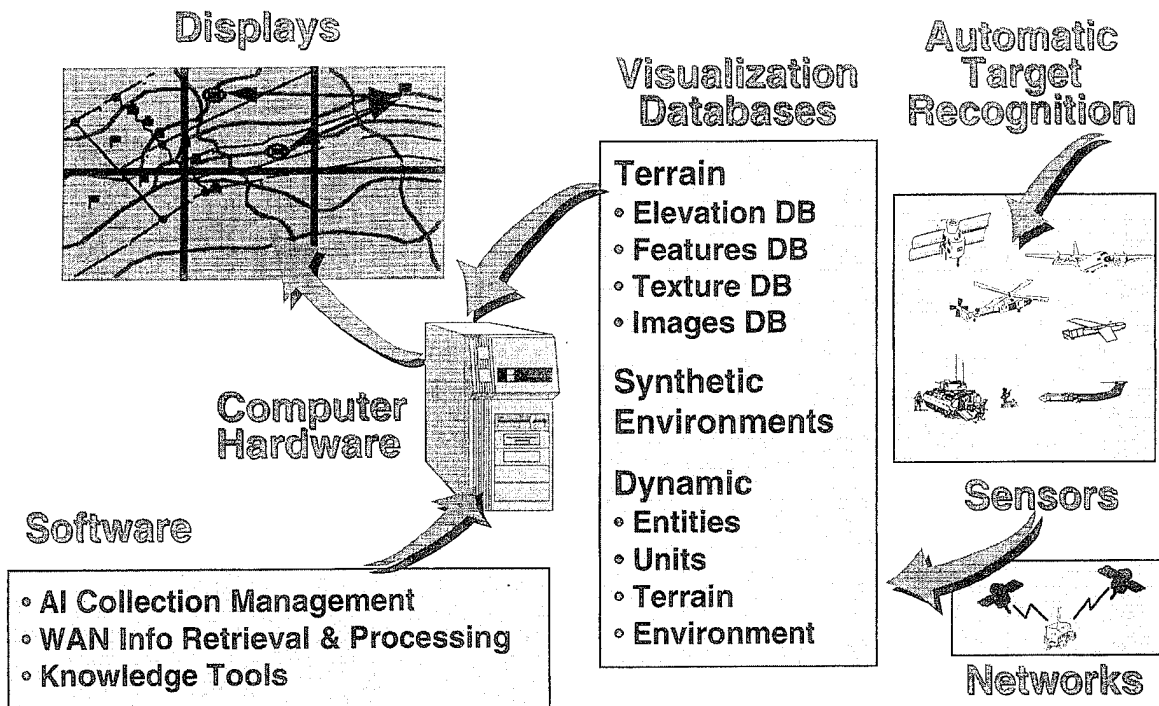 Displays
Visualization
Databases
Automatic
Target
Recognition
Terrain
• Elevation DB
• Features DB
• Texture DB
• Images DB
Synthetic
Environments
Dynamic
• Entities
• Units
• Terrain
• Environment
Computer
Hardware
Software
• AI Collection Management
• WAN Info Retrieval & Processing
• Knowledge Tools
Sensors
Networks